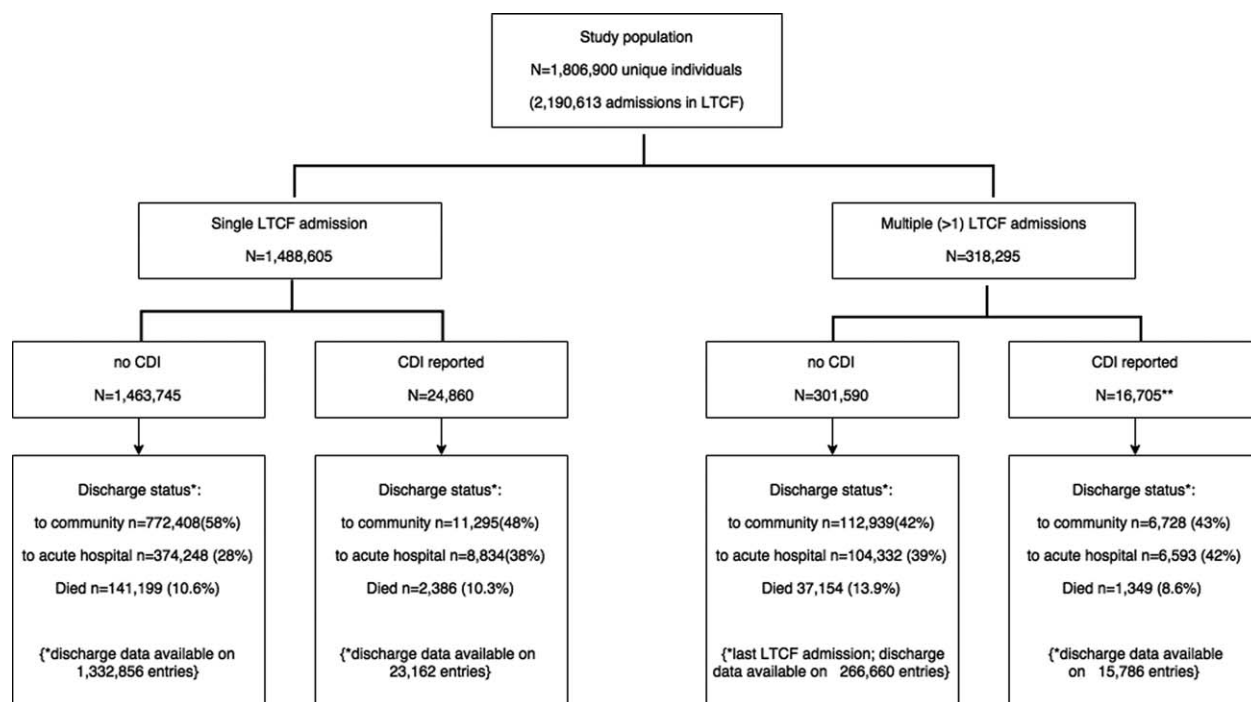 Study population
N=1,806,900 unique individuals
(2,190,613 admissions in LTCF)
Single LTCF admission
N=1,488,605
Multiple (>1) LTCF admissions
N=318,295
no CDI
N=1,463,745
CDI reported
N=24,860
no CDI
N=301,590
CDI reported
N=16,705**
Discharge status*:
to community n=772,408(58%)
to acute hospital n=374,248 (28%)
Died n=141,199 (10.6%)
{*discharge data available on
1,332,856 entries}
Discharge status*:
to community n=11,295(48%)
to acute hospital n=8,834(38%)
Died n=2,386 (10.3%)
{*discharge data available on
23,162 entries}
Discharge status*:
to community n=112,939(42%)
to acute hospital n=104,332 (39%)
Died 37,154 (13.9%)
{*last LTCF admission; discharge
data available on 266,660 entries}
Discharge status*:
to community n=6,728 (43%)
to acute hospital n=6,593 (42%)
Died n=1,349 (8.6%)
{*discharge data available
on 15,786 entries}